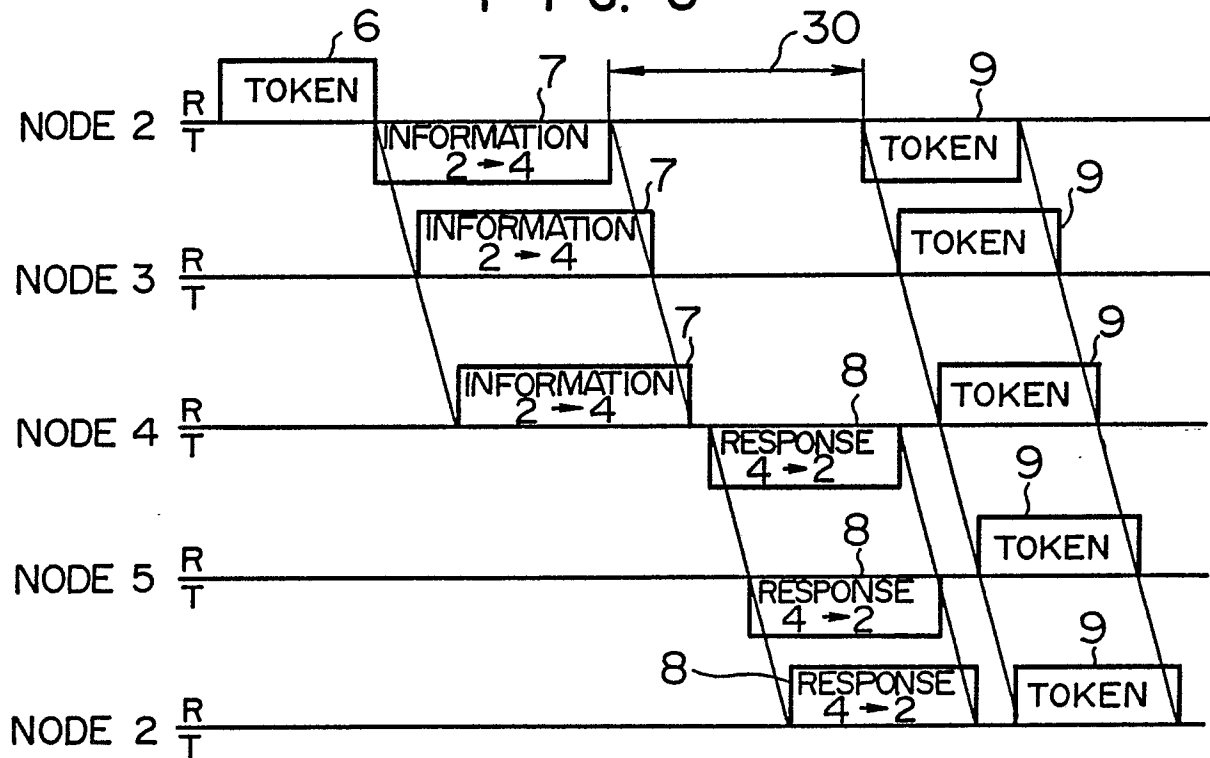 6
30
7
9
NODE 2 R TOKEN
T INFORMATION TOKEN
2→4
7
9
INFORMATION TOKEN
NODE 3 R 2→4
T
7
9
8
INFORMATION TOKEN
NODE 4 R 2→4
T RESPONSE
4→2
9
8
NODE 5 R TOKEN
T RESPONSE
4→2
9
8
NODE 2 R RESPONSE TOKEN
T 4→2